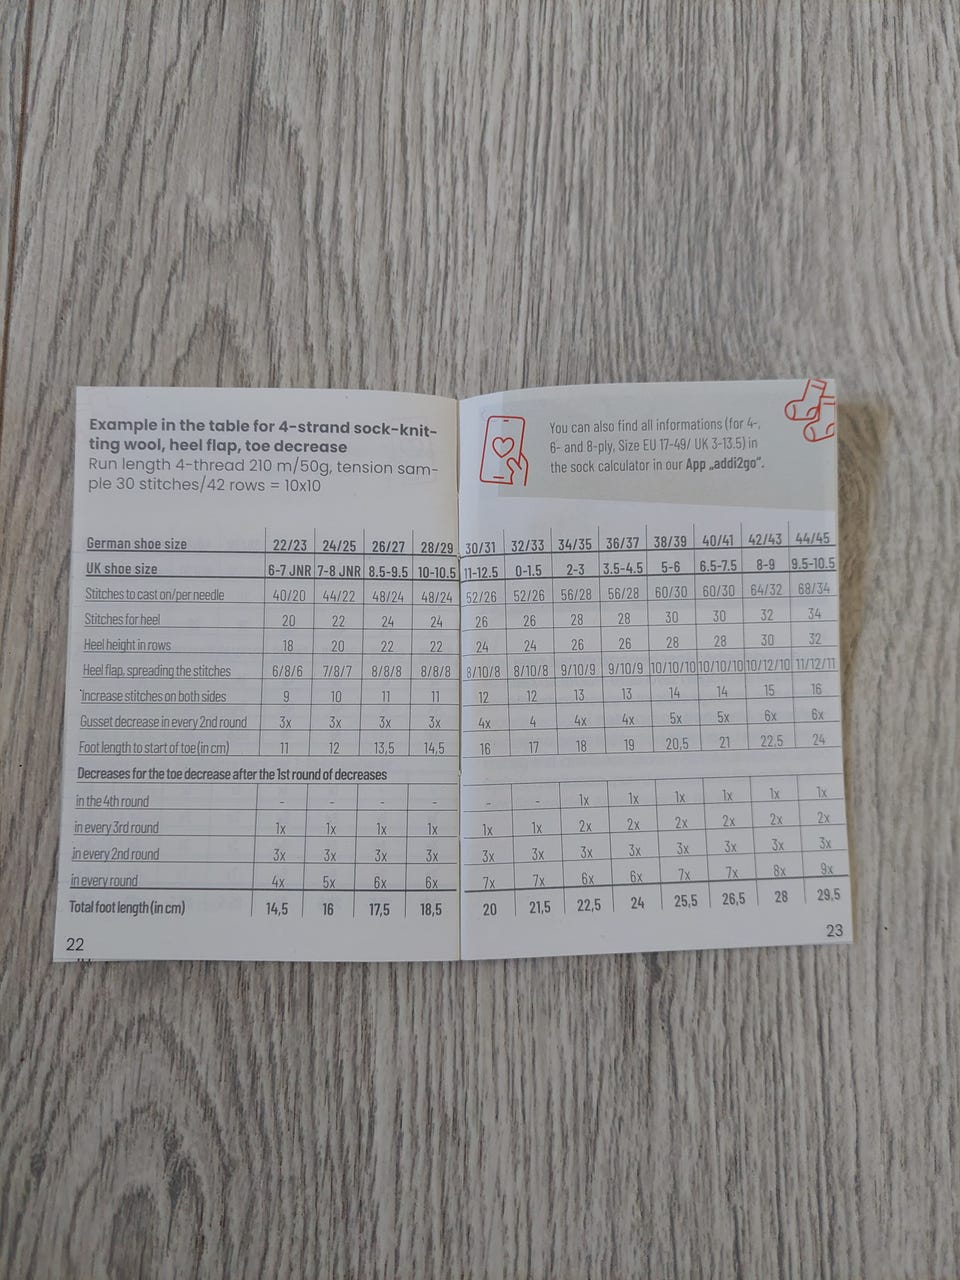 Example in the table for 4-strand sock-knit-
ting wool, heel flap, toe decrease
Run length 4-thread 210 m/50g, tension sam-
ple 30 stitches/42 rows = 10x10
You can also find all informations (for 4-,
6- and 8-ply, Size EU 17-49/ UK 3-13.5) in
the sock calculator in our App „addi2go“.
German shoe size 22/23 24/25 26/27 28/29 30/31 32/33 34/35 36/37 38/39 40/41 42/43 44/45
UK shoe size 6-7 JNR 7-8 JNR 8.5-9.5 10-10.5 11-12.5 0-1.5 2-3 3.5-4.5 5-6 6.5-7.5 8-9 9.5-10.5
Stitches to cast on/per needle 40/20 44/22 48/24 48/24 52/26 52/26 56/28 56/28 60/30 60/30 64/32 68/34
Stitches for heel 20 22 24 24 26 26 28 28 30 30 32 34
Heel height in rows 18 20 22 22 24 24 26 26 28 28 30 32
Heel flap, spreading the stitches 6/8/6 7/8/7 8/8/8 8/8/8 8/10/8 8/10/8 9/10/9 9/10/9 10/10/10 10/10/10 10/12/10 11/12/11
Increase stitches on both sides 9 10 11 11 12 12 13 13 14 14 15 16
Gusset decrease in every 2nd round 3x 3x 3x 3x 4x 4 4x 4x 5x 5x 6x 6x
Foot length to start of toe (in cm) 11 12 13,5 14,5 16 17 18 19 20,5 21 22,5 24
Decreases for the toe decrease after the 1st round of decreases
in the 4th round - - - - - - 1x 1x 1x 1x 1x 1x
in every 3rd round 1x 1x 1x 1x 1x 1x 2x 2x 2x 2x 2x 2x
in every 2nd round 3x 3x 3x 3x 3x 3x 3x 3x 3x 3x 3x 3x
in every round 4x 5x 6x 6x 7x 7x 6x 6x 7x 7x 8x 9x
Total foot length (in cm) 14,5 16 17,5 18,5 20 21,5 22,5 24 25,5 26,5 28 29,5
22
23